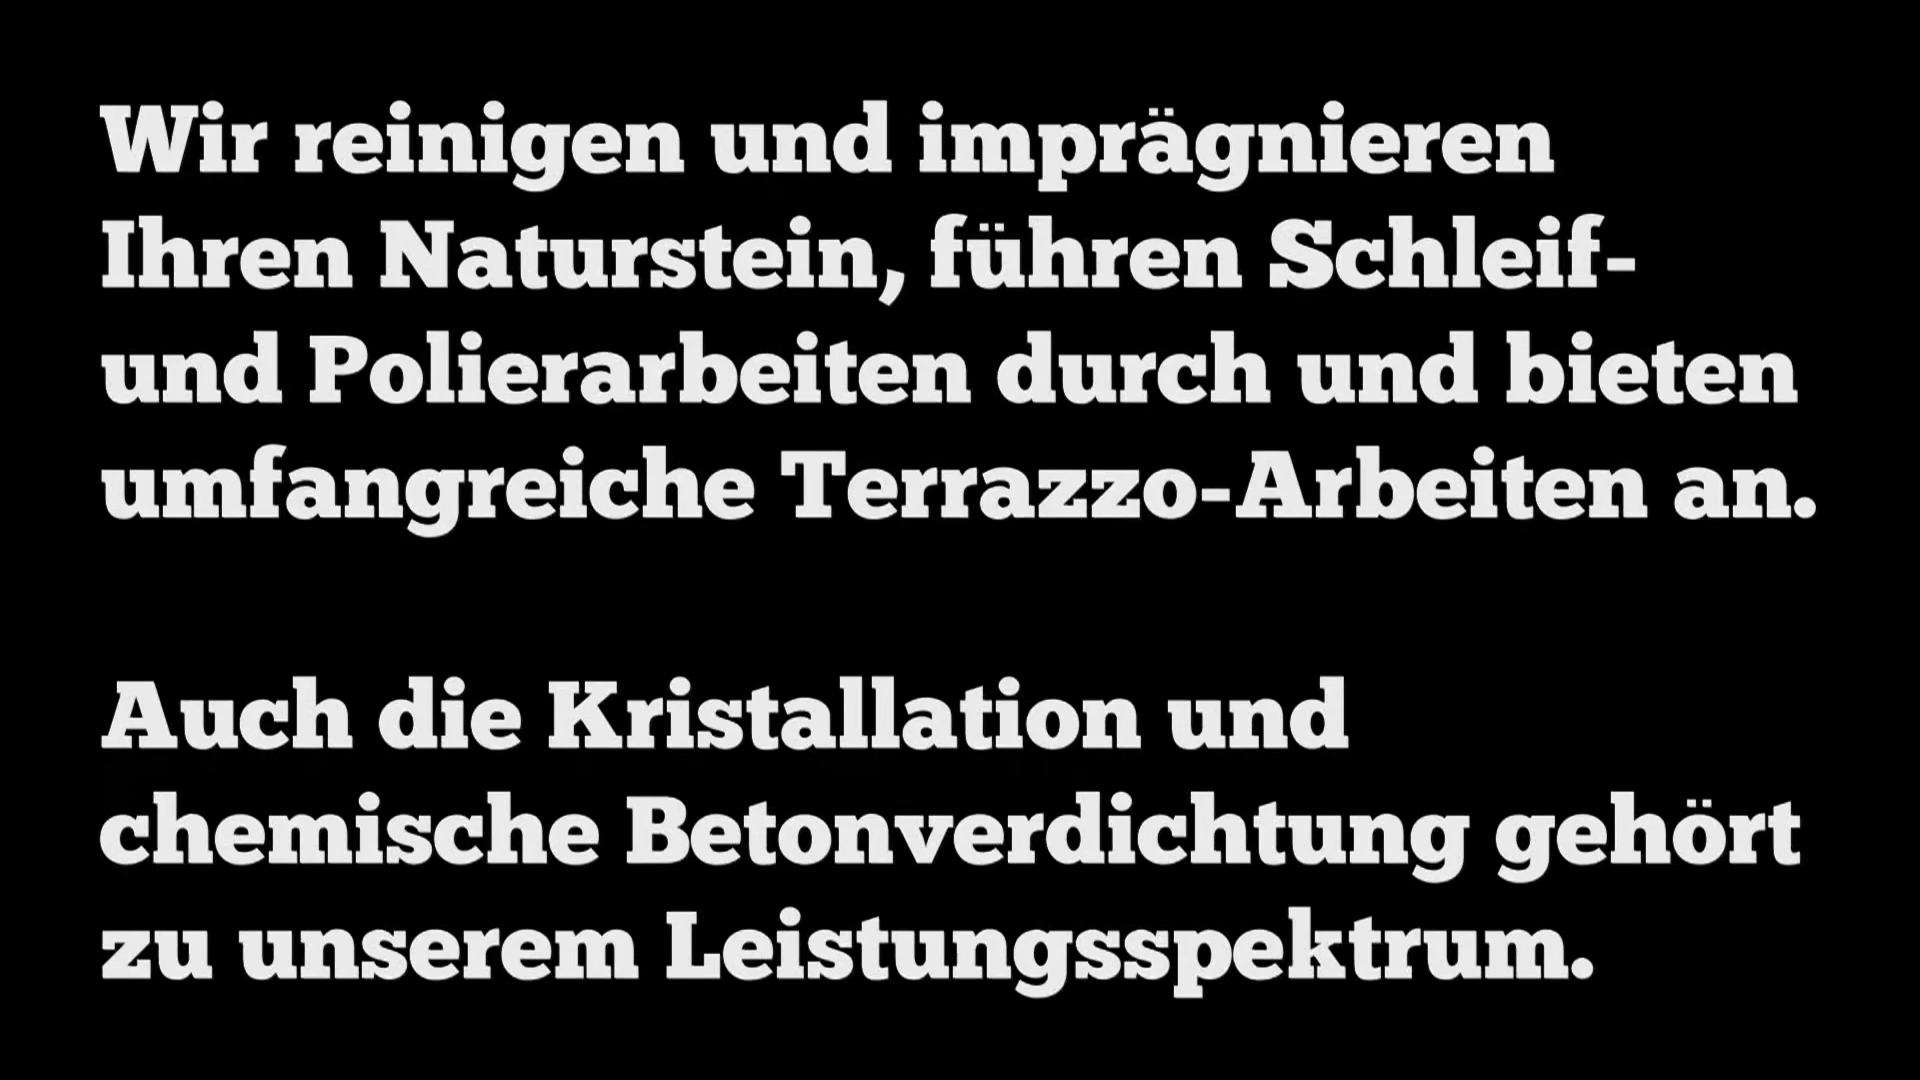 Wir reinigen und imprägnieren
Ihren Naturstein, führen Schleif-
und Polierarbeiten durch und bieten
umfangreiche Terrazzo-Arbeiten an.
Auch die Kristallation und
chemische Betonverdichtung gehört
zu unserem Leistungsspektrum.